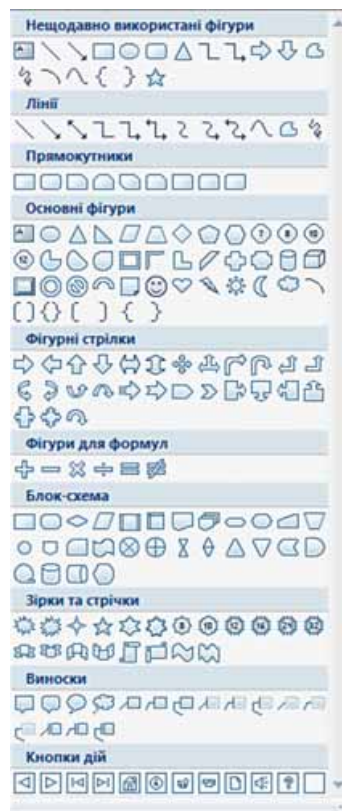 Нещодавно використані фігури
Лінії
Прямокутники
Основні фігури
Фігурні стрілки
Фігури для формул
Блок-схема
Зірки та стрічки
Виноски
Кнопки дій